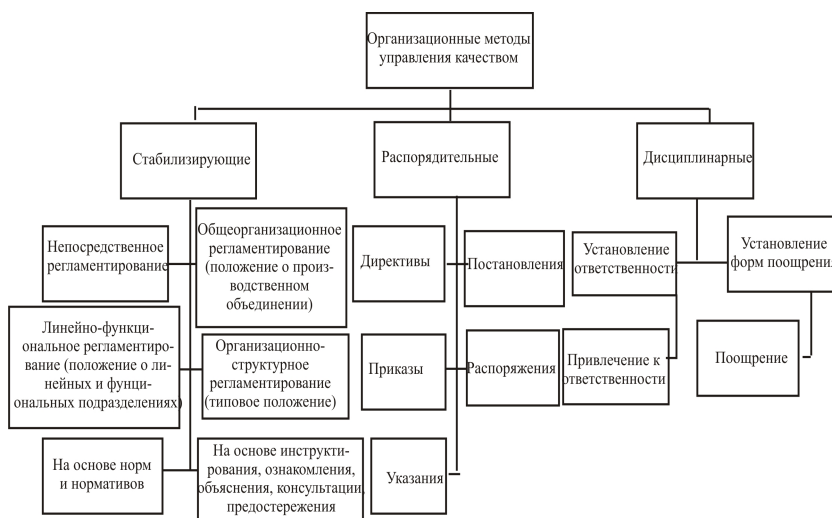 Организационные методы
управления качеством
Стабилизирующие
Распорядительные
Дисциплинарные
Непосредственное
регламентирование
Общеорганизационное
регламентирование
(положение о произ-
водственном
объединении)
Директивы
Постановления
Установление
ответственности
Установление
форм поощрения
Линейно-функци-
ональное регламентиро-
вание (положение о ли-
нейных и фунци-
ональных подразделениях)
Организационно-
структурное
регламентирование
(типовое положение)
Приказы
Распоряжения
Привлечение к
ответственности
Поощрение
На основе норм
и нормативов
На основе инструкти-
рования, ознакомления,
объяснения, консультации,
предостережения
Указания